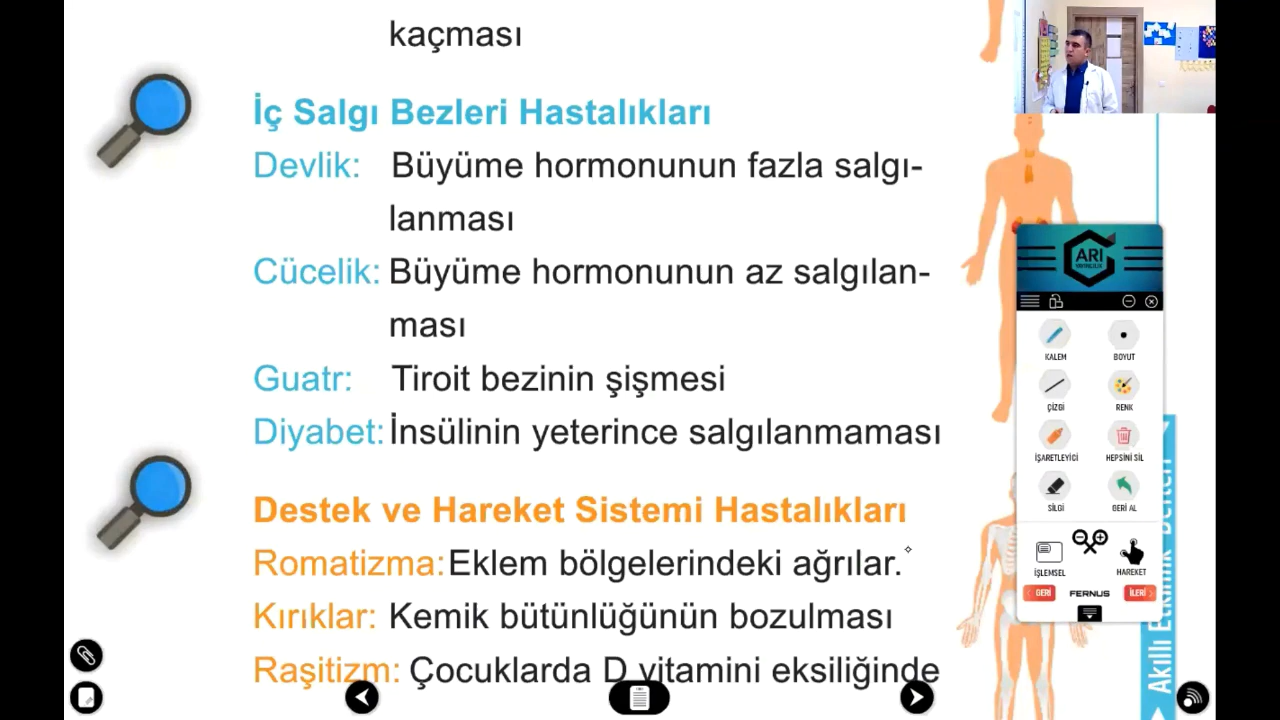 kaçması
İç Salgı Bezleri Hastalıkları
Devlik: Büyüme hormonunun fazla salgı-
lanması
Cücelik: Büyüme hormonunun az salgılan-
ması
Guatr: Tiroit bezinin şişmesi
Diyabet: İnsülinin yeterince salgılanmaması
Destek ve Hareket Sistemi Hastalıkları
Romatizma: Eklem bölgelerindeki ağrılar.
Kırıklar: Kemik bütünlüğünün bozulması
Raşitizm: Çocuklarda D vitamini eksiliğinde
ARI
KALEM
BOYUT
ÇİZGİ
RENK
İŞARETLEYİCİ
HEPSİNİ SİL
SİLGİ
GERİ AL
İŞLEMSEL
HAREKET
GERİ
FERNUS
İLERİ
Akıllı